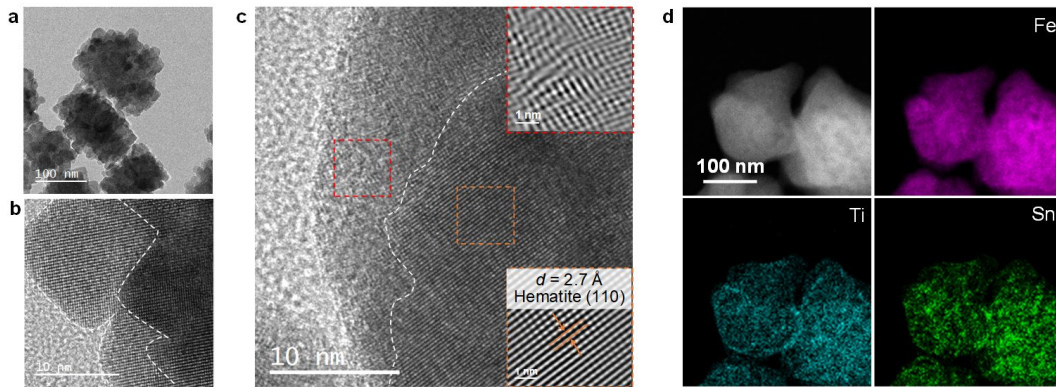 a
100 nm
b
10 nm
c
1 nm
10 nm
d = 2.7 Å
Hematite (110)
1 nm
d
Fe
100 nm
Ti
Sn